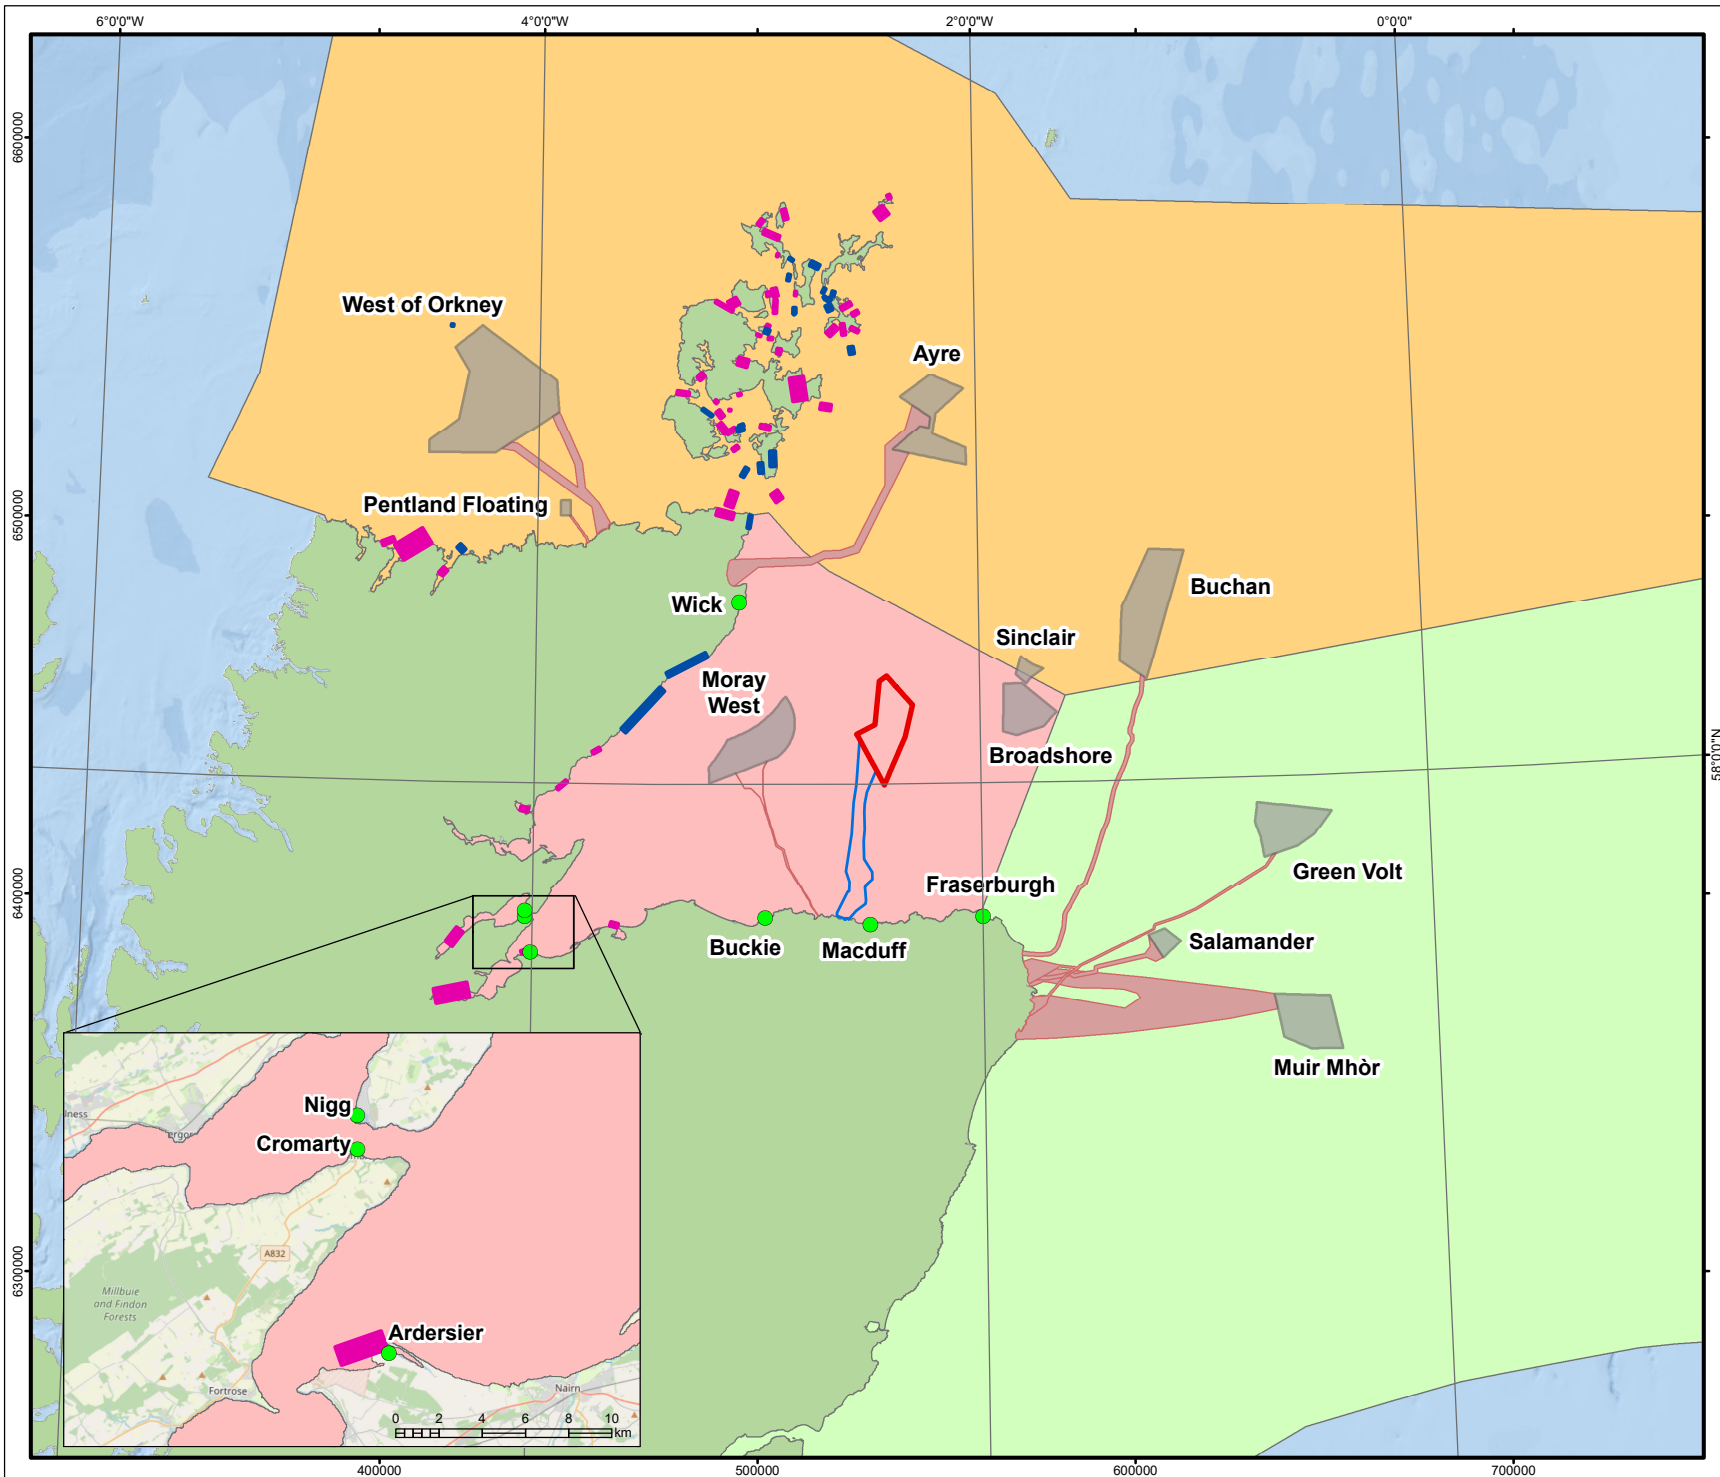 6°0'0"W
4°0'0"W
2°0'0"W
0°0'0"
6600000
6500000
6400000
6300000
58°0'0"N
West of Orkney
Ayre
Pentland Floating
Buchan
Wick
Sinclair
Moray
West
Broadshore
Green Volt
Fraserburgh
Salamander
Buckie
Macduff
Muir Mhòr
Nigg
lness
ergor
Cromarty
A832
Millbuie
and Findon
Forests
Ardersier
Fortrose
Nairn
0 2 4 6 8 10
km
400000
500000
600000
700000